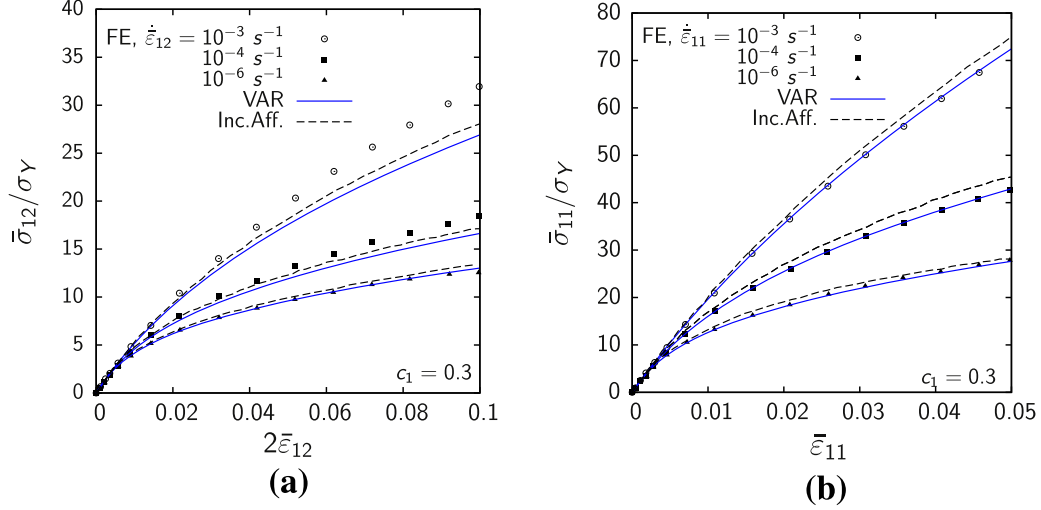 FE, ε̄̇₁₂ = 10⁻³ s⁻¹
10⁻⁴ s⁻¹
10⁻⁶ s⁻¹
VAR
Inc.Aff.
40
35
30
25
20
15
10
5
0
σ̄₁₂/σ_Y
c₁ = 0.3
0 0.02 0.04 0.06 0.08 0.1
2ε̄₁₂
(a)
FE, ε̄̇₁₁ = 10⁻³ s⁻¹
10⁻⁴ s⁻¹
10⁻⁶ s⁻¹
VAR
Inc.Aff.
80
70
60
50
40
30
20
10
0
σ̄₁₁/σ_Y
c₁ = 0.3
0 0.01 0.02 0.03 0.04 0.05
ε̄₁₁
(b)